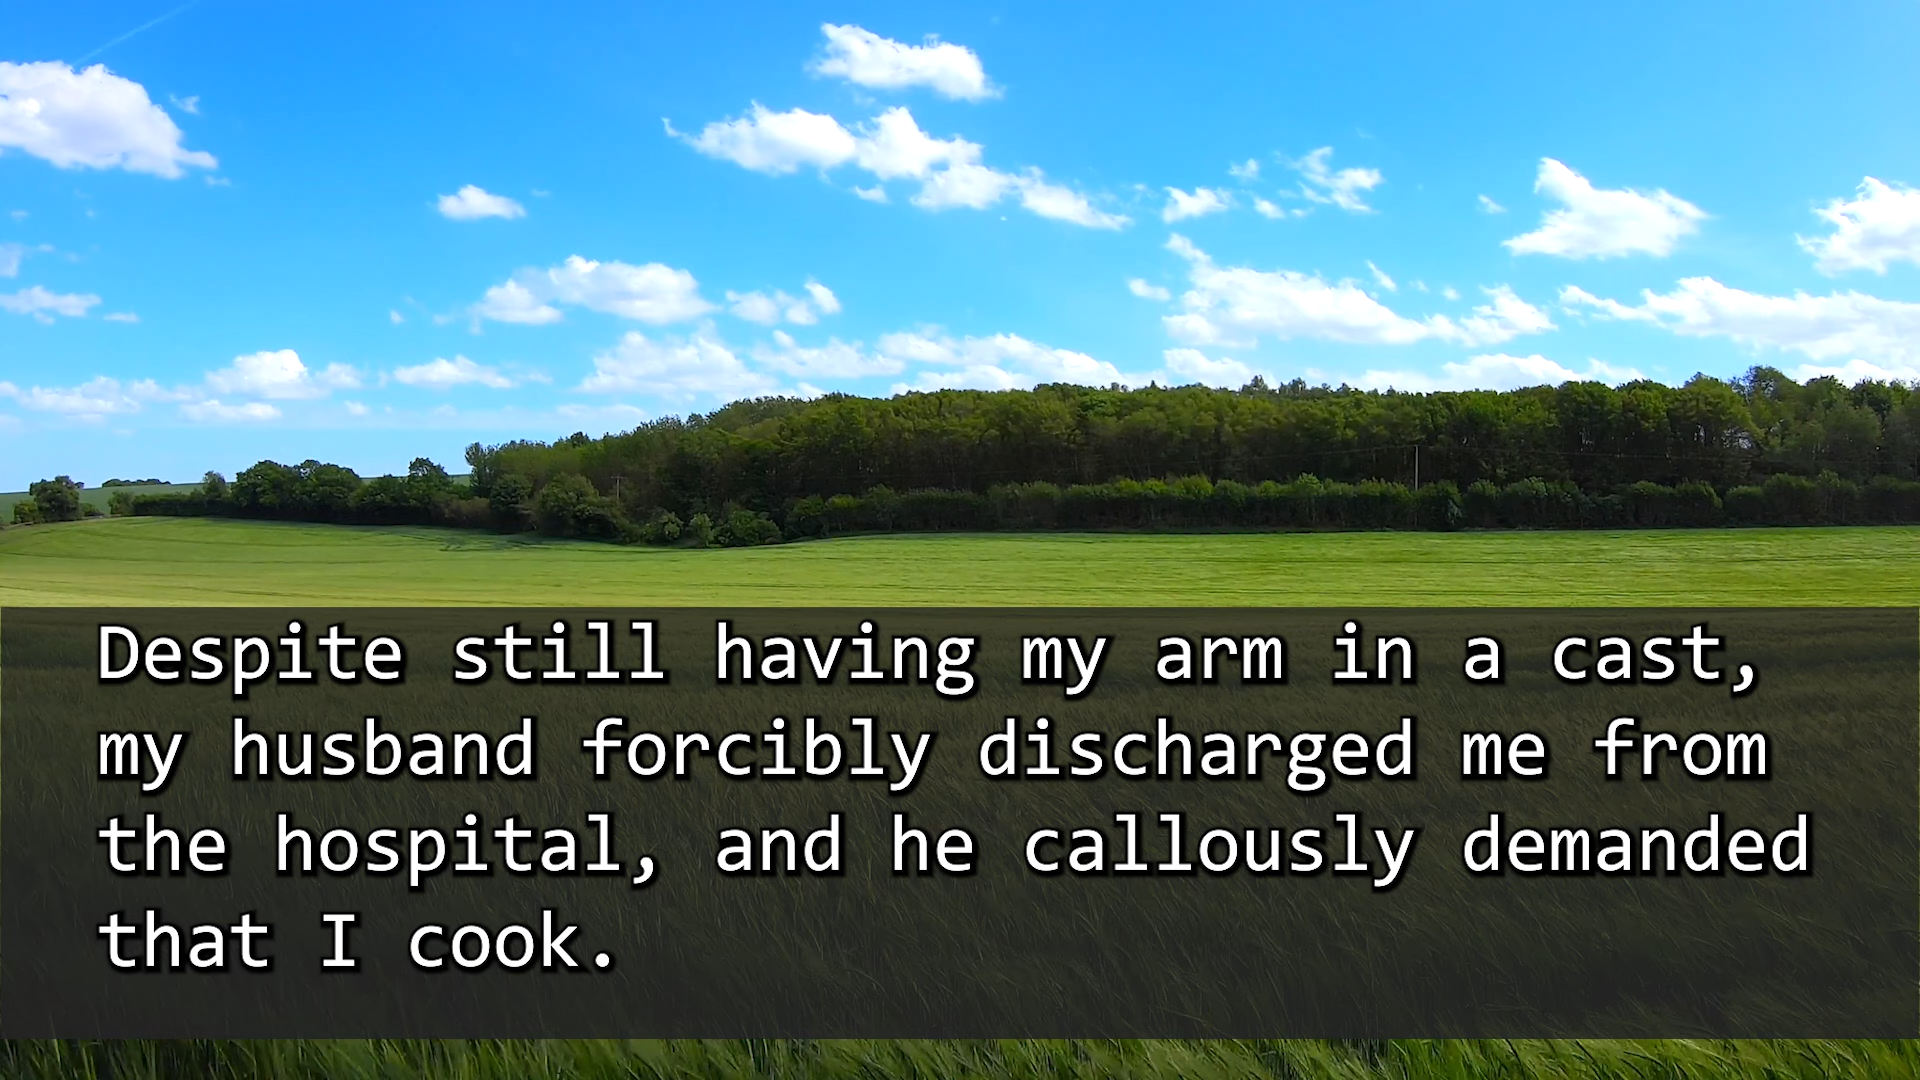 Despite still having my arm in a cast,
my husband forcibly discharged me from
the hospital, and he callously demanded
that I cook.